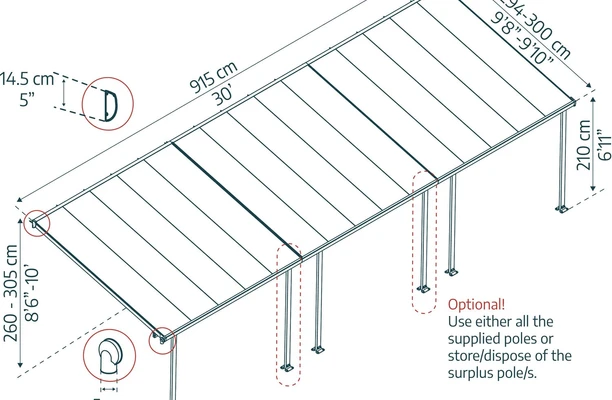 294-300 cm
9'8"-9'10"
915 cm
30'
14.5 cm
5"
210 cm
6'11"
260 - 305 cm
8'6"-10'
Optional!
Use either all the
supplied poles or
store/dispose of the
surplus pole/s.